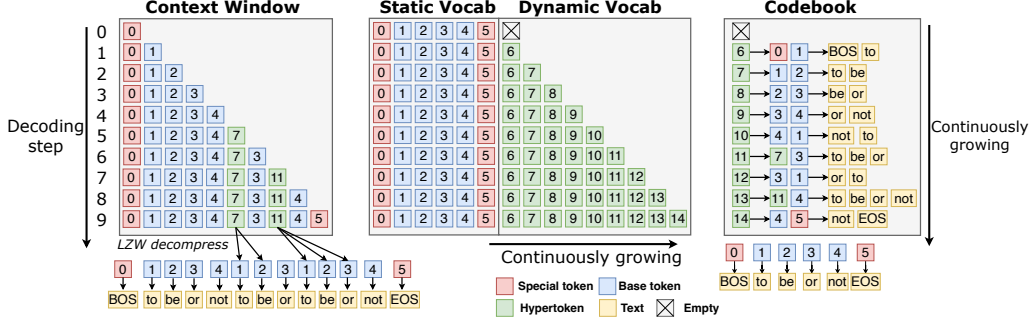 Context Window Static Vocab Dynamic Vocab Codebook
0 0 0 1 2 3 4 5
1 0 1 0 1 2 3 4 5 6 6 0 1 BOS to
2 0 1 2 0 1 2 3 4 5 6 7 7 1 2 to be
3 0 1 2 3 0 1 2 3 4 5 6 7 8 8 2 3 be or
4 0 1 2 3 4 0 1 2 3 4 5 6 7 8 9 9 3 4 or not
5 0 1 2 3 4 7 0 1 2 3 4 5 6 7 8 9 10 10 4 1 not to
6 0 1 2 3 4 7 3 0 1 2 3 4 5 6 7 8 9 10 11 11 7 3 to be or
7 0 1 2 3 4 7 3 11 0 1 2 3 4 5 6 7 8 9 10 11 12 12 3 1 or to
8 0 1 2 3 4 7 3 11 4 0 1 2 3 4 5 6 7 8 9 10 11 12 13 13 11 4 to be or not
9 0 1 2 3 4 7 3 11 4 5 0 1 2 3 4 5 6 7 8 9 10 11 12 13 14 14 4 5 not EOS
Decoding
step
Continuously
growing
LZW decompress
Continuously growing
0 1 2 3 4 1 2 3 1 2 3 4 5
BOS to be or not to be or to be or not EOS
Special token Base token
Hypertoken Text Empty
0 1 2 3 4 5
BOS to be or not EOS